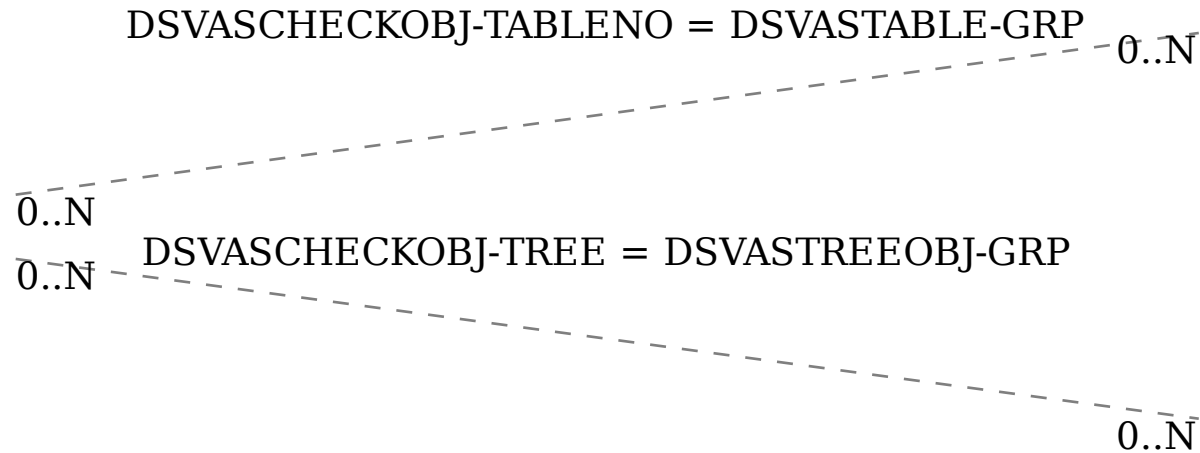 DSVASCHECKOBJ-TABLENO = DSVASTABLE-GRP
0..N
0..N
DSVASCHECKOBJ-TREE = DSVASTREEOBJ-GRP
0..N
0..N